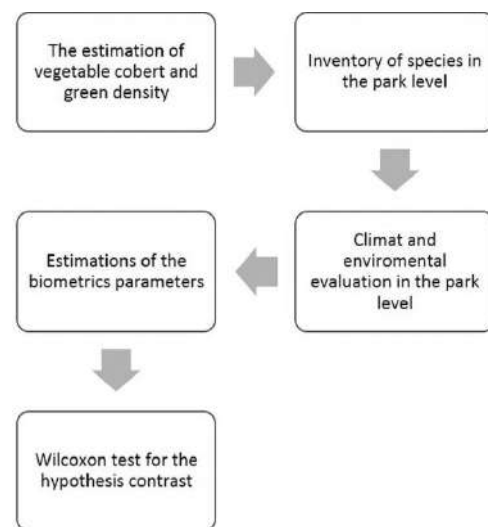 The estimation of
vegetable cobert and
green density
Inventory of species in
the park level
Climat and
enviromental
evaluation in the park
level
Estimations of the
biometrics parameters
Wilcoxon test for the
hypothesis contrast